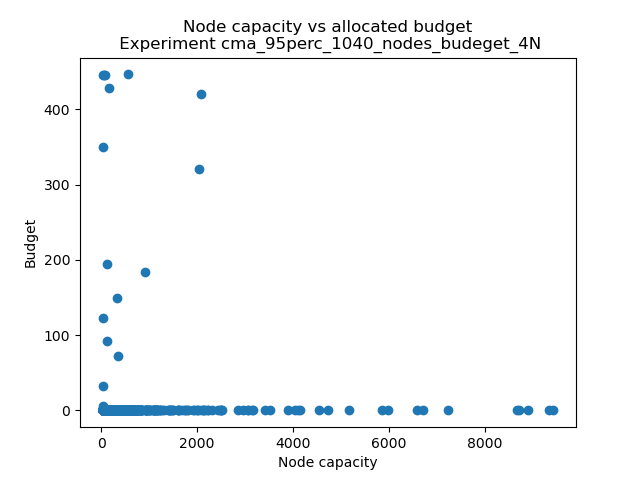 Node capacity vs allocated budget
Experiment cma_95perc_1040_nodes_budeget_4N
400
300
200
100
0
Budget
0 2000 4000 6000 8000
Node capacity